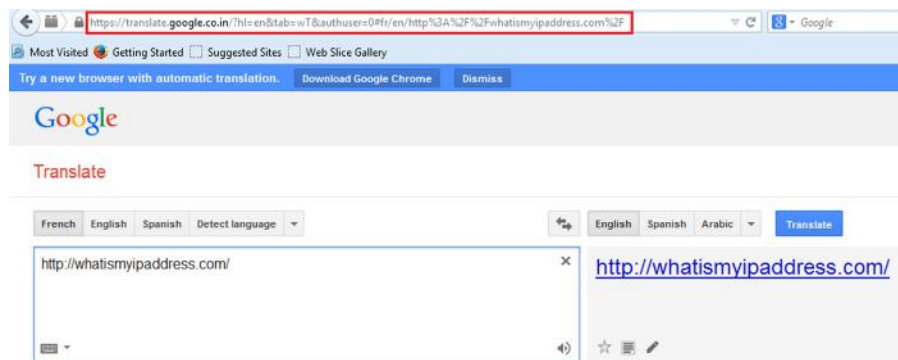 https://translate.google.co.in/?hl=en&tab=wT&authuser=0#fr/en/http%3A%2F%2Fwhatismyipaddress.com%2F
Google
Most Visited Getting Started Suggested Sites Web Slice Gallery
Try a new browser with automatic translation. Download Google Chrome Dismiss
Google
Translate
French English Spanish Detect language English Spanish Arabic Translate
http://whatismyipaddress.com/ http://whatismyipaddress.com/